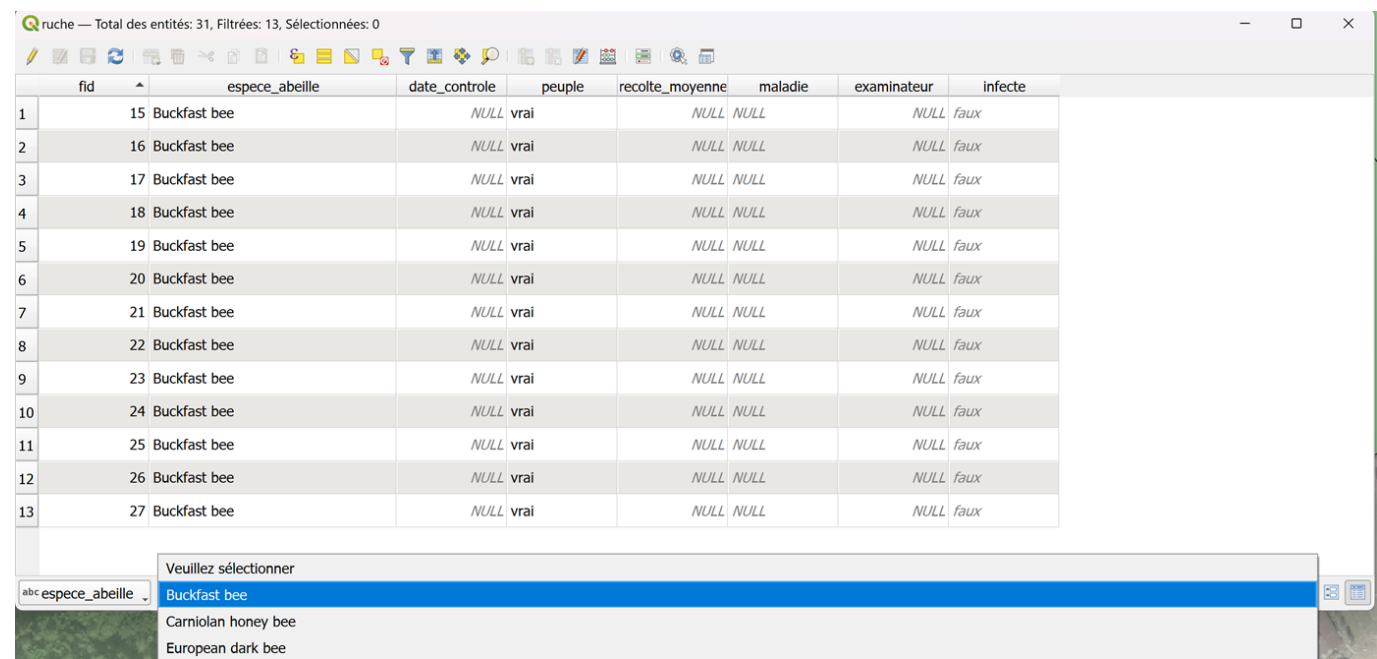 ruche — Total des entités: 31, Filtrées: 13, Sélectionnées: 0
fid espece_abeille date_controle peuple recolte_moyenne maladie examinateur infecte
1 15 Buckfast bee NULL vrai NULL NULL NULL faux
2 16 Buckfast bee NULL vrai NULL NULL NULL faux
3 17 Buckfast bee NULL vrai NULL NULL NULL faux
4 18 Buckfast bee NULL vrai NULL NULL NULL faux
5 19 Buckfast bee NULL vrai NULL NULL NULL faux
6 20 Buckfast bee NULL vrai NULL NULL NULL faux
7 21 Buckfast bee NULL vrai NULL NULL NULL faux
8 22 Buckfast bee NULL vrai NULL NULL NULL faux
9 23 Buckfast bee NULL vrai NULL NULL NULL faux
10 24 Buckfast bee NULL vrai NULL NULL NULL faux
11 25 Buckfast bee NULL vrai NULL NULL NULL faux
12 26 Buckfast bee NULL vrai NULL NULL NULL faux
13 27 Buckfast bee NULL vrai NULL NULL NULL faux
Veuillez sélectionner
abc espece_abeille Buckfast bee
Carniolan honey bee
European dark bee